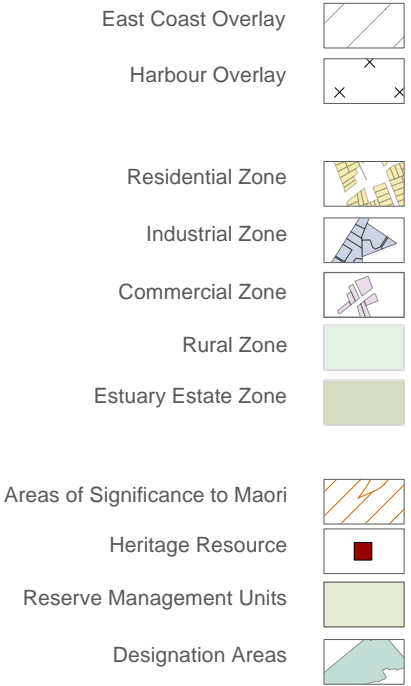 East Coast Overlay
Harbour Overlay
Residential Zone
Industrial Zone
Commercial Zone
Rural Zone
Estuary Estate Zone
Areas of Significance to Maori
Heritage Resource
Reserve Management Units
Designation Areas